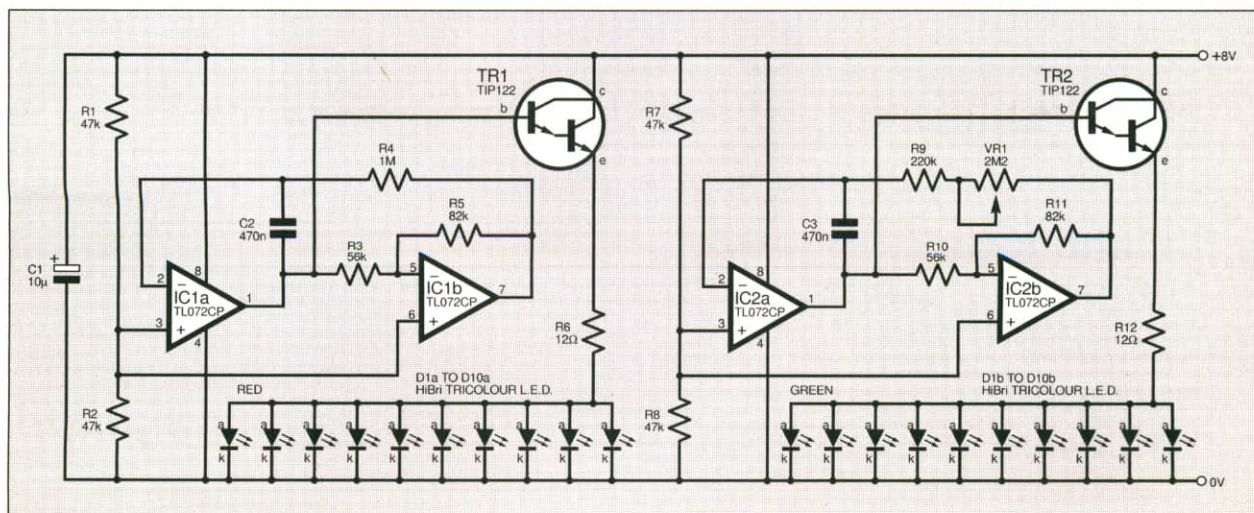 +8V
TR1
TIP122
b
c
e
R1
47k
R4
1M
C2
470n
R5
82k
R3
56k
+
C1
10µ
2
8
−
IC1a
TL072CP
1
3
+
4
5
−
IC1b
TL072CP
7
6
+
R6
12Ω
R2
47k
RED
D1a TO D10a
HiBri TRICOLOUR L.E.D.
a a a a a a a a a a
k k k k k k k k k k
TR2
TIP122
b
c
e
R7
47k
R9
220k
VR1
2M2
C3
470n
R11
82k
R10
56k
2
8
−
IC2a
TL072CP
1
3
+
4
5
−
IC2b
TL072CP
7
6
+
R12
12Ω
R8
47k
GREEN
D1b TO D10b
HiBri TRICOLOUR L.E.D.
a a a a a a a a a a
k k k k k k k k k k
0V